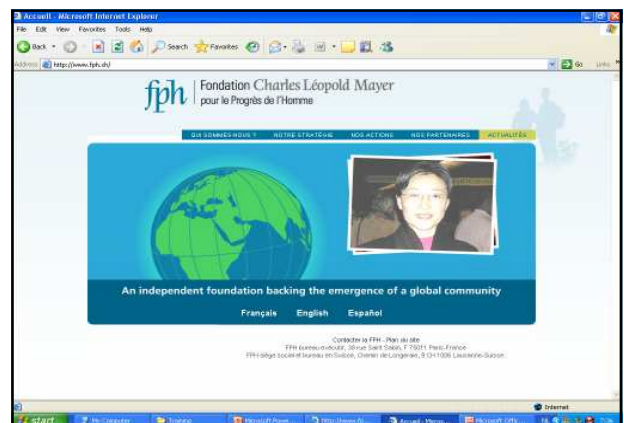 Accueil - Microsoft Internet Explorer
File Edit View Favorites Tools Help
Back Search Favorites
Address http://www.fph.ch/ Go Links
fph Fondation Charles Léopold Mayer
pour le Progrès de l'Homme
QUI SOMMES-NOUS ? NOTRE STRATÉGIE NOS ACTIONS NOS PARTENAIRES ACTUALITÉS
An independent foundation backing the emergence of a global community
Français English Español
Contacter la FPH - Plan du site
FPH bureau exécutif, 38 rue Saint Sabin, F 75011 Paris-France
FPH siège social et bureau en Suisse, Chemin de Longeraie, 9 CH-1006 Lausanne-Suisse
Internet
start My Computer Training Microsoft Power... Accueil - Micros... Microsoft Offic...